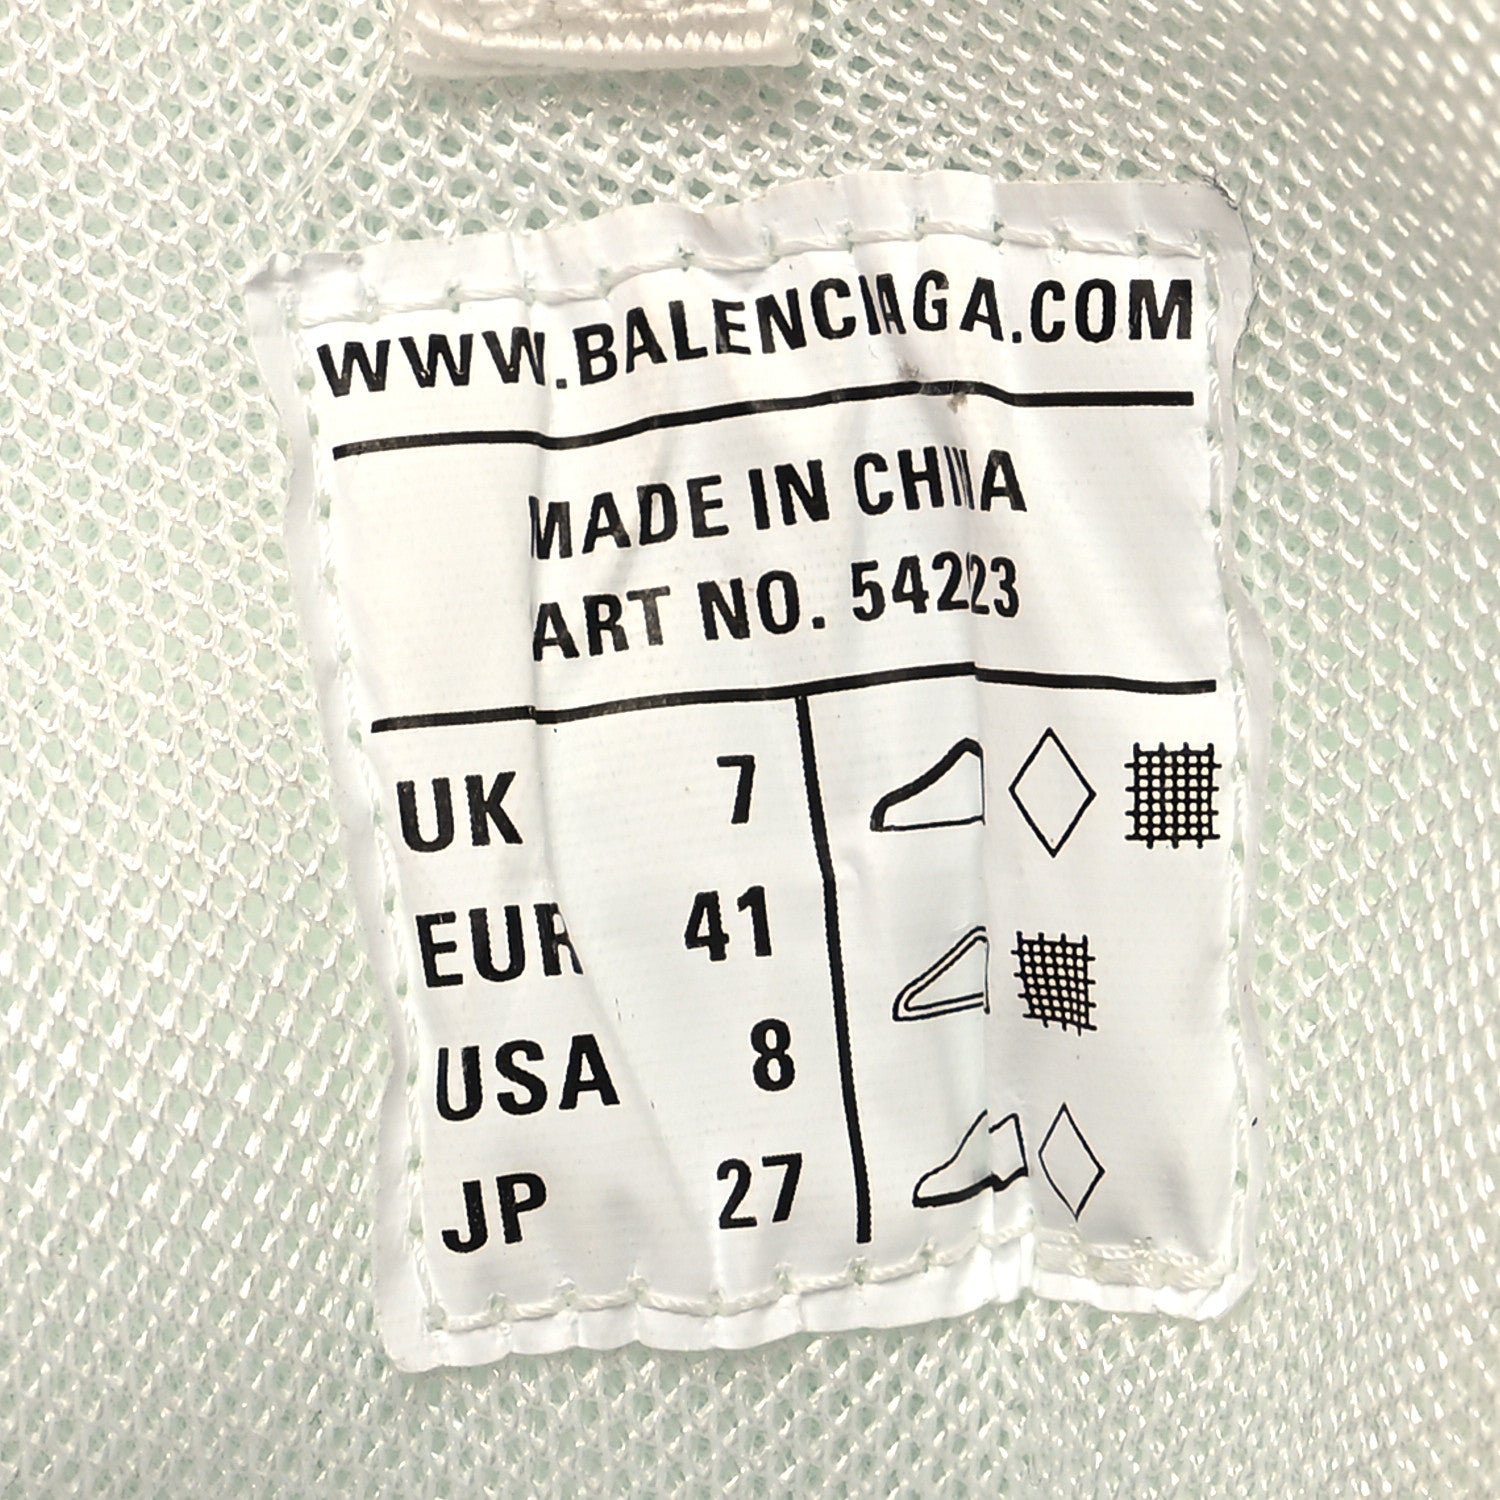 WWW.BALENCIAGA.COM
MADE IN CHINA
ART NO. 54223
UK 7
EUR 41
USA 8
JP 27